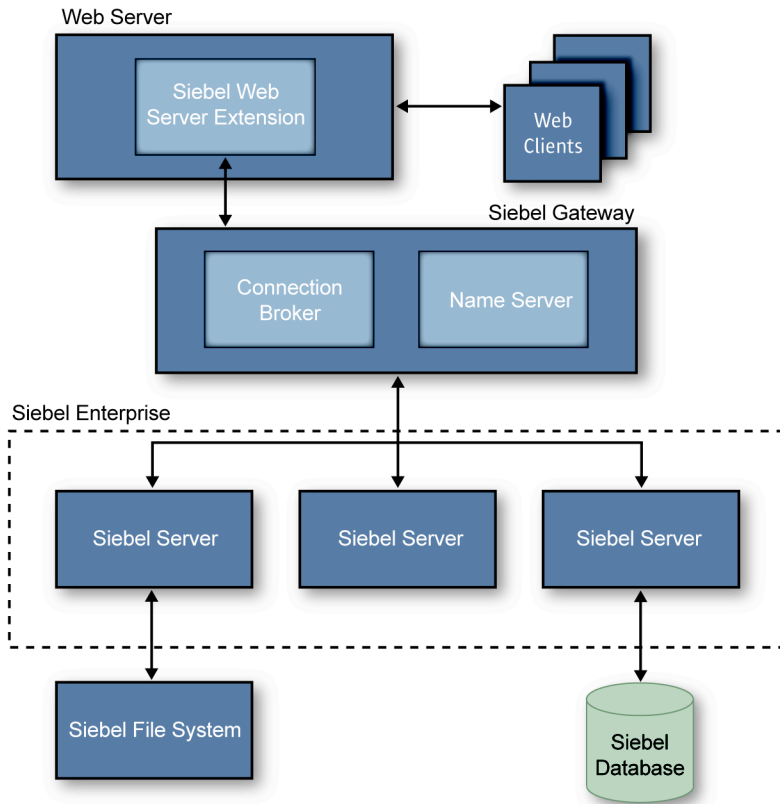 Web Server
Siebel Web
Server Extension
Web
Clients
Siebel Gateway
Connection
Broker
Name Server
Siebel Enterprise
Siebel Server
Siebel Server
Siebel Server
Siebel File System
Siebel
Database